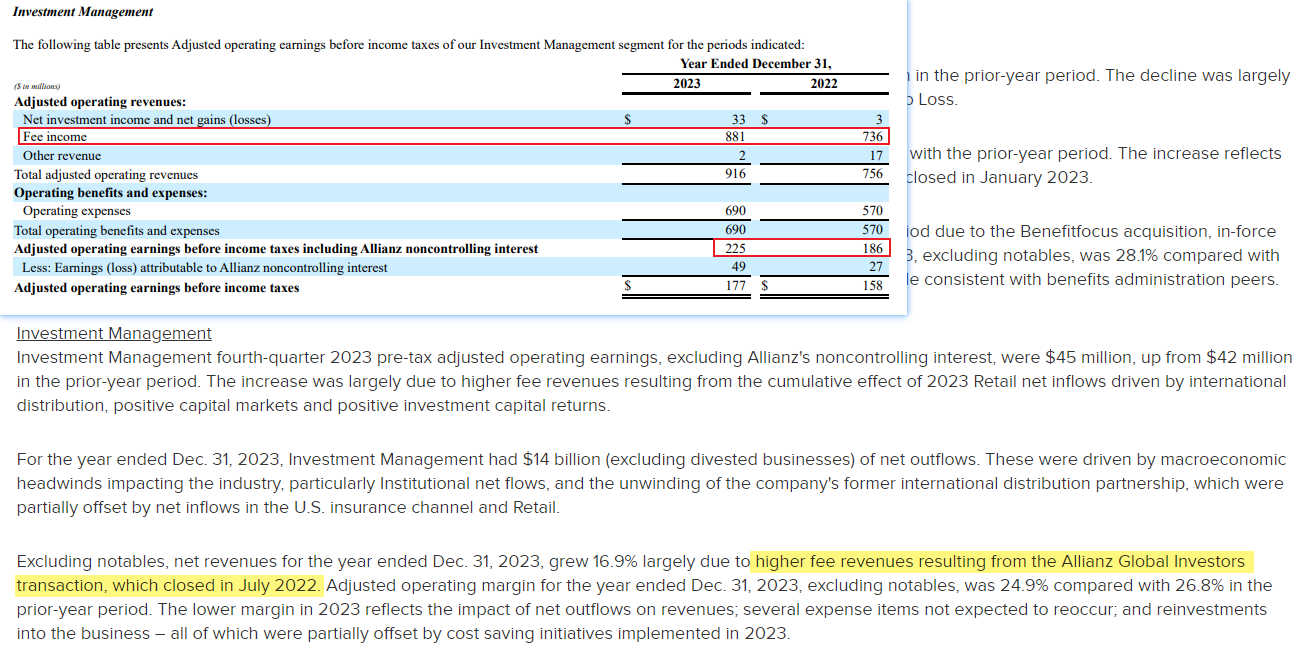 Investment Management
The following table presents Adjusted operating earnings before income taxes of our Investment Management segment for the periods indicated:
Year Ended December 31,
($ in millions) 2023 2022
Adjusted operating revenues:
Net investment income and net gains (losses) $ 33 $ 3
Fee income 881 736
Other revenue 2 17
Total adjusted operating revenues 916 756
Operating benefits and expenses:
Operating expenses 690 570
Total operating benefits and expenses 690 570
Adjusted operating earnings before income taxes including Allianz noncontrolling interest 225 186
Less: Earnings (loss) attributable to Allianz noncontrolling interest 49 27
Adjusted operating earnings before income taxes $ 177 $ 158
in the prior-year period. The decline was largely
Loss.
with the prior-year period. The increase reflects
closed in January 2023.
due to the Benefitfocus acquisition, in-force
excluding notables, was 28.1% compared with
consistent with benefits administration peers.
Investment Management
Investment Management fourth-quarter 2023 pre-tax adjusted operating earnings, excluding Allianz's noncontrolling interest, were $45 million, up from $42 million
in the prior-year period. The increase was largely due to higher fee revenues resulting from the cumulative effect of 2023 Retail net inflows driven by international
distribution, positive capital markets and positive investment capital returns.
For the year ended Dec. 31, 2023, Investment Management had $14 billion (excluding divested businesses) of net outflows. These were driven by macroeconomic
headwinds impacting the industry, particularly Institutional net flows, and the unwinding of the company's former international distribution partnership, which were
partially offset by net inflows in the U.S. insurance channel and Retail.
Excluding notables, net revenues for the year ended Dec. 31, 2023, grew 16.9% largely due to higher fee revenues resulting from the Allianz Global Investors
transaction, which closed in July 2022. Adjusted operating margin for the year ended Dec. 31, 2023, excluding notables, was 24.9% compared with 26.8% in the
prior-year period. The lower margin in 2023 reflects the impact of net outflows on revenues; several expense items not expected to reoccur; and reinvestments
into the business – all of which were partially offset by cost saving initiatives implemented in 2023.